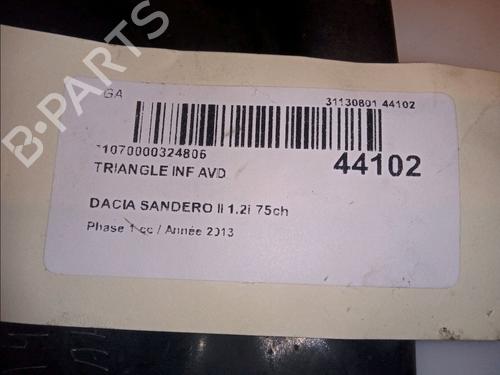 GA
31130801 44102
1070000324806
44102
TRIANGLE INF AVD
DACIA SANDERO II 1.2i 75ch
Phase 1 cc / Année 2013
B-PARTS